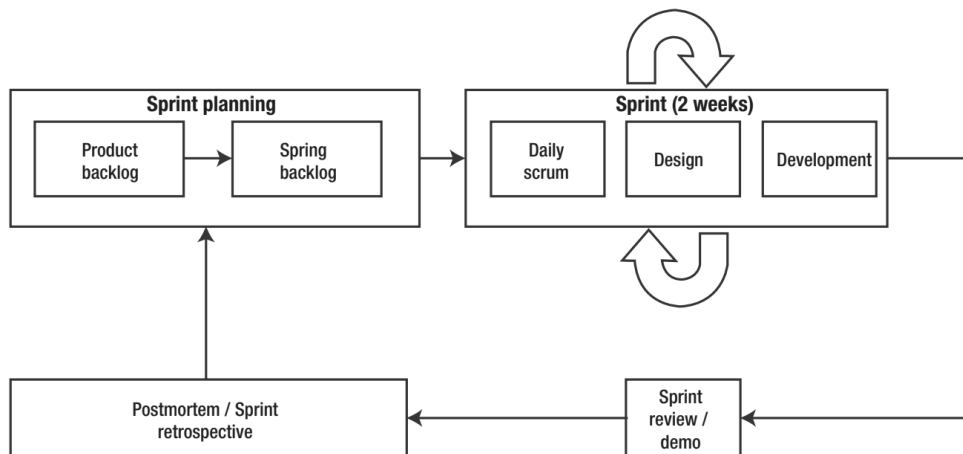 Sprint planning
Product
backlog
Spring
backlog
Sprint (2 weeks)
Daily
scrum
Design
Development
Postmortem / Sprint
retrospective
Sprint
review /
demo